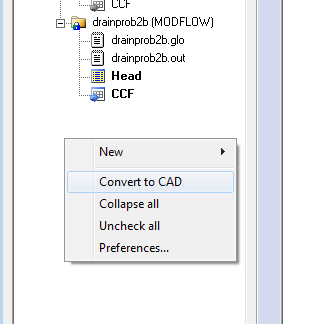 CCF
drainprob2b (MODFLOW)
drainprob2b.glo
drainprob2b.out
Head
CCF
New
Convert to CAD
Collapse all
Uncheck all
Preferences...